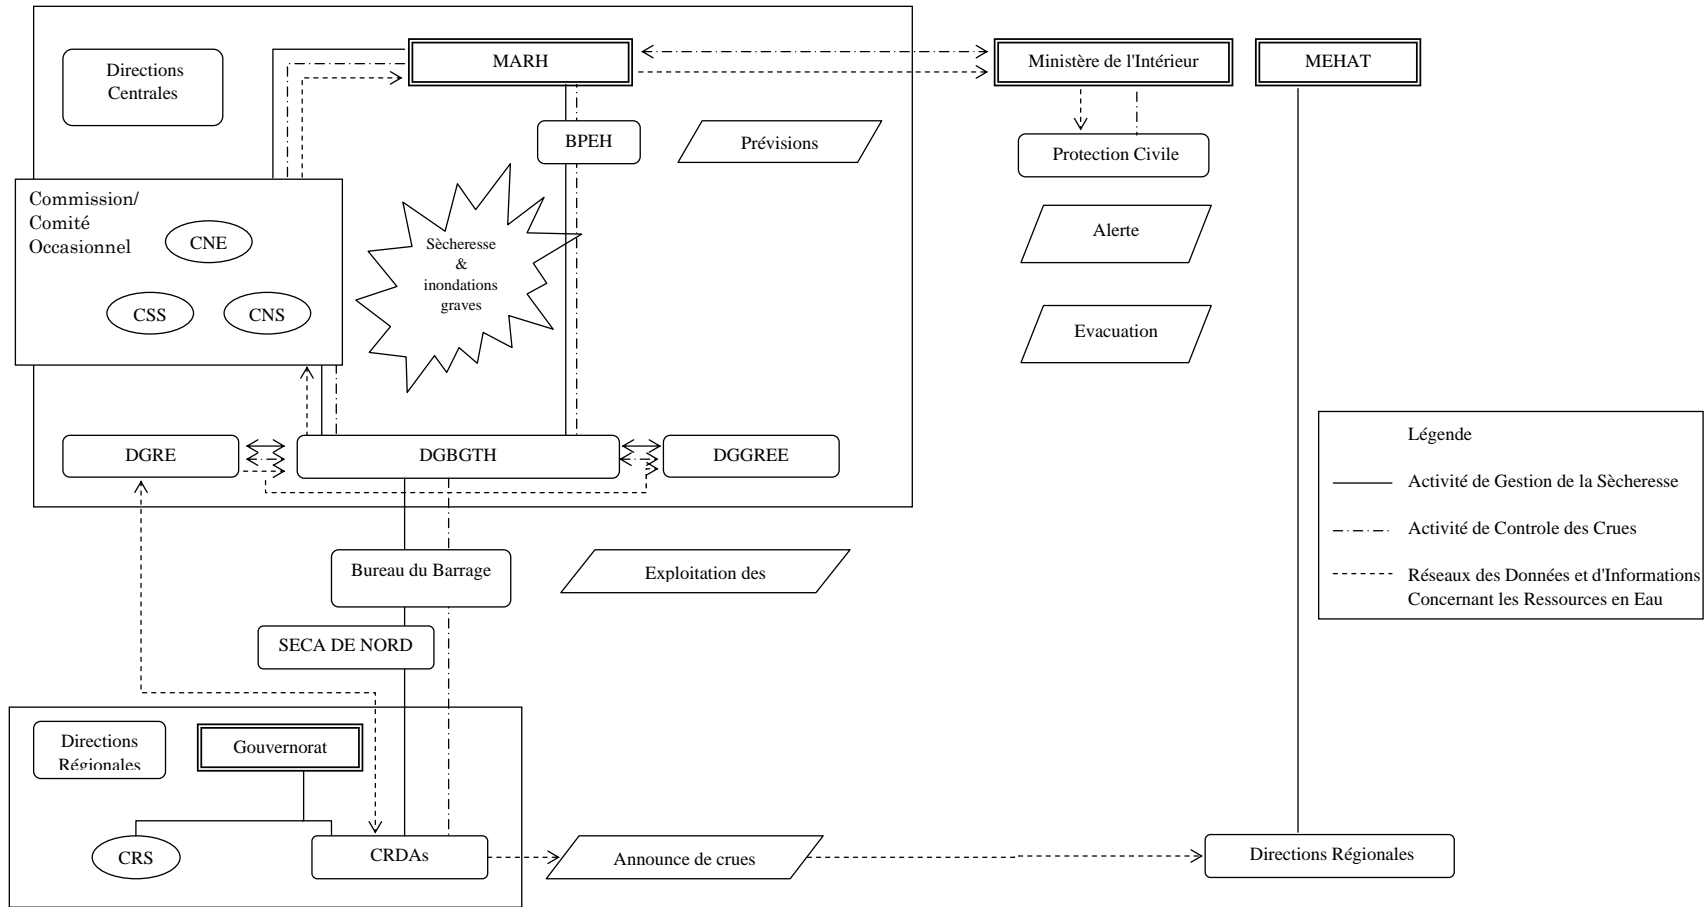 MARH
Ministère de l'Intérieur
MEHAT
Directions
Centrales
BPEH
Prévisions
Protection Civile
Commission/
Comité
Occasionnel
CNE
CSS
CNS
Sècheresse
&
inondations
graves
Alerte
Evacuation
DGRE
DGBGTH
DGGREE
Légende
Activité de Gestion de la Sècheresse
Activité de Controle des Crues
Réseaux des Données et d'Informations
Concernant les Ressources en Eau
Bureau du Barrage
Exploitation des
SECA DE NORD
Directions
Régionales
Gouvernorat
CRS
CRDAs
Announce de crues
Directions Régionales